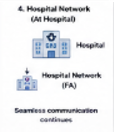 4. Hospital Network
(At Hospital)
Hospital
Hospital Network
(FA)
Seamless communication
continues